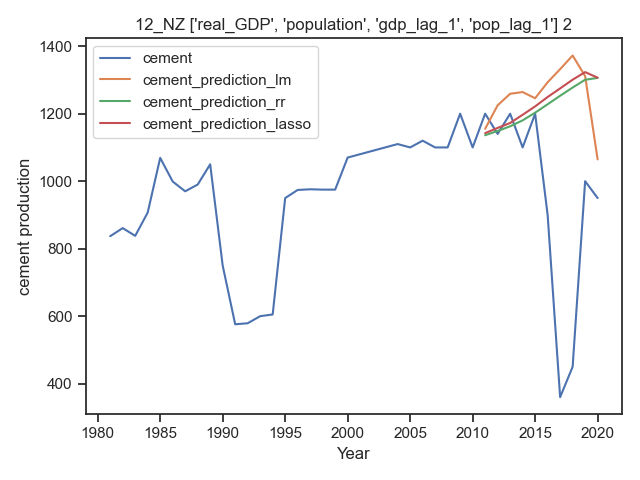 12_NZ ['real_GDP', 'population', 'gdp_lag_1', 'pop_lag_1'] 2
cement
cement_prediction_lm
cement_prediction_rr
cement_prediction_lasso
cement production
1400
1200
1000
800
600
400
1980 1985 1990 1995 2000 2005 2010 2015 2020
Year